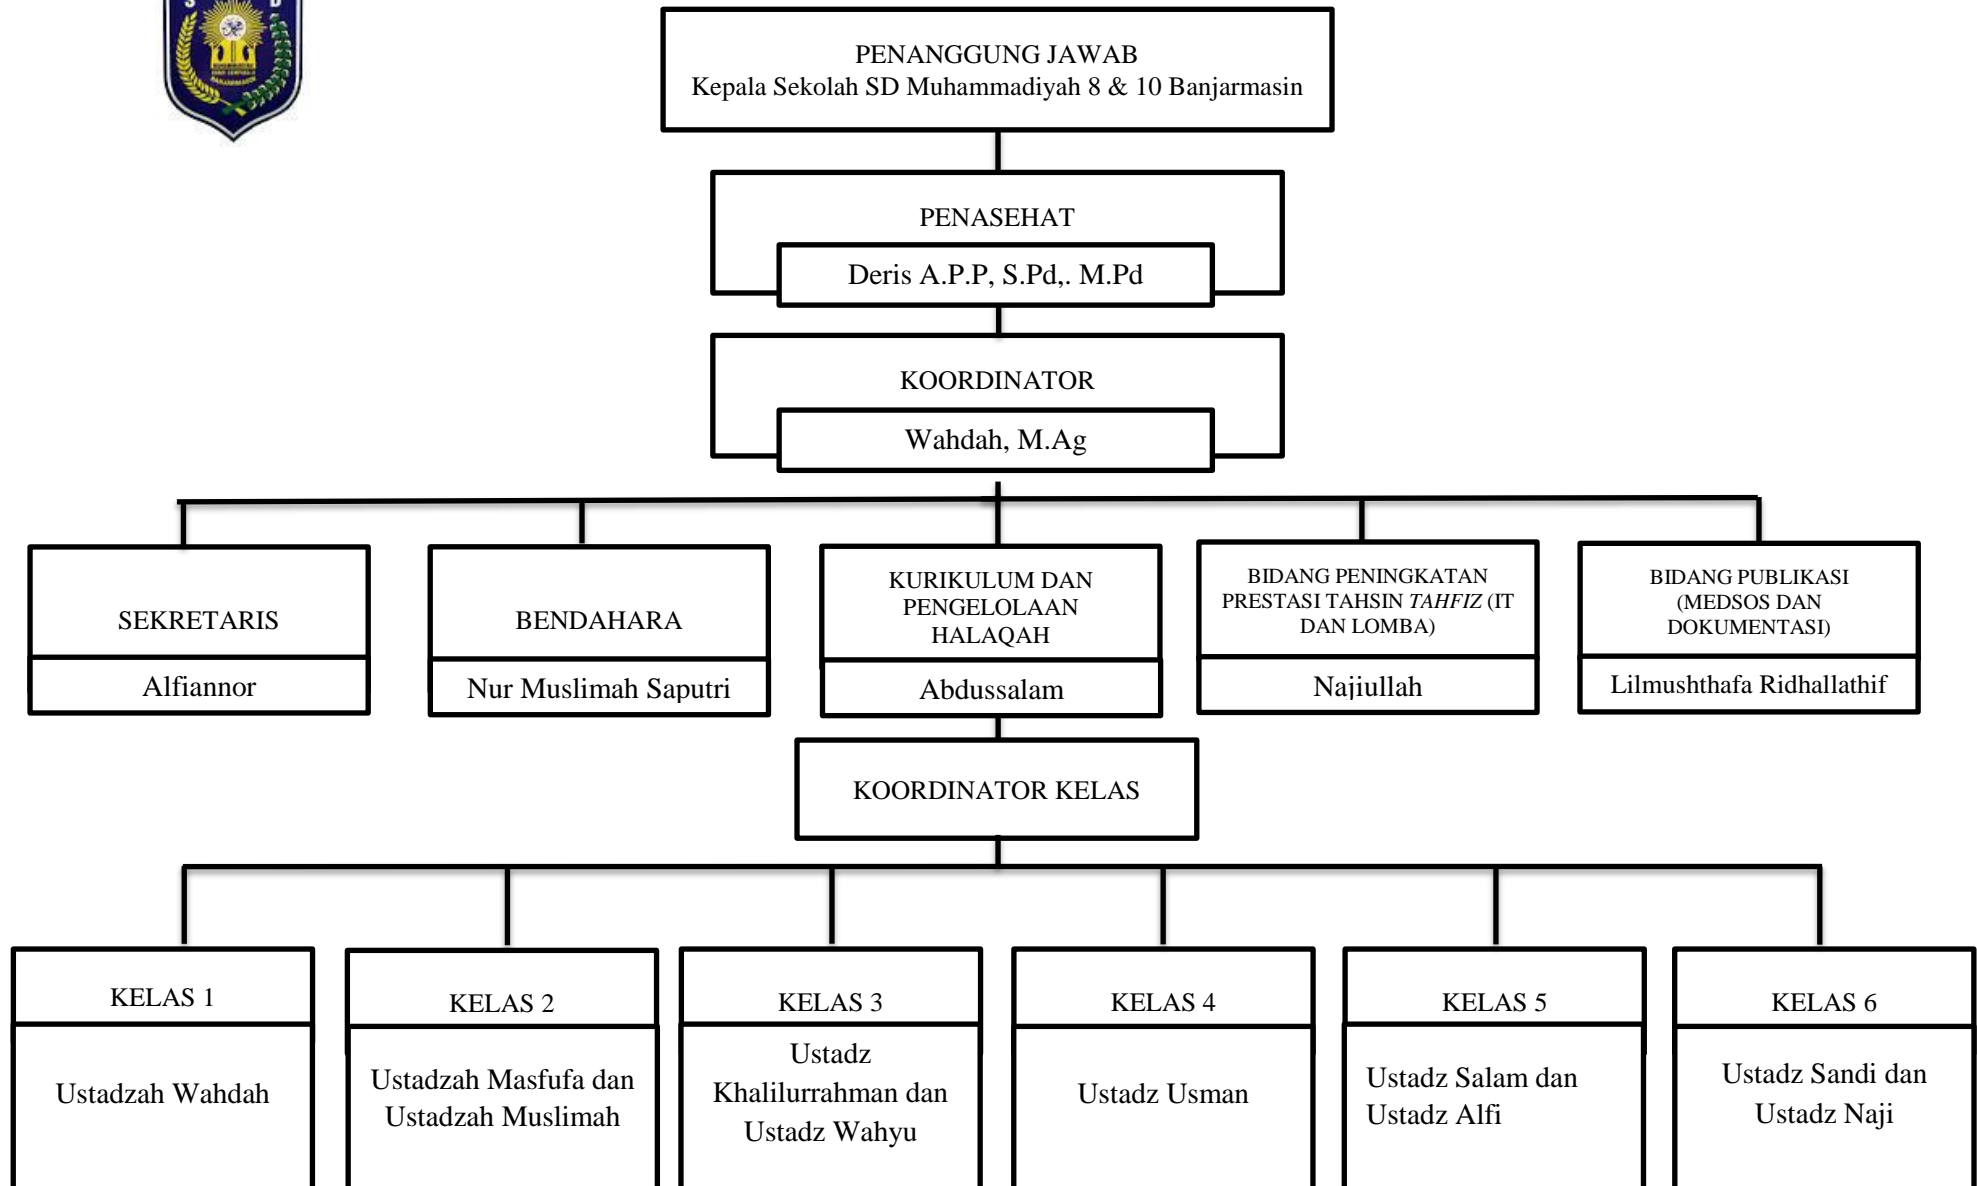 S D
PENANGGUNG JAWAB
Kepala Sekolah SD Muhammadiyah 8 & 10 Banjarmasin
PENASEHAT
Deris A.P.P, S.Pd,. M.Pd
KOORDINATOR
Wahdah, M.Ag
SEKRETARIS
Alfiannor
BENDAHARA
Nur Muslimah Saputri
KURIKULUM DAN
PENGELOLAAN
HALAQAH
Abdussalam
BIDANG PENINGKATAN
PRESTASI TAHSIN TAHFIZ (IT
DAN LOMBA)
Najiullah
BIDANG PUBLIKASI
(MEDSOS DAN
DOKUMENTASI)
Lilmushthafa Ridhallathif
KOORDINATOR KELAS
KELAS 1
Ustadzah Wahdah
KELAS 2
Ustadzah Masfufa dan
Ustadzah Muslimah
KELAS 3
Ustadz
Khalilurrahman dan
Ustadz Wahyu
KELAS 4
Ustadz Usman
KELAS 5
Ustadz Salam dan
Ustadz Alfi
KELAS 6
Ustadz Sandi dan
Ustadz Naji